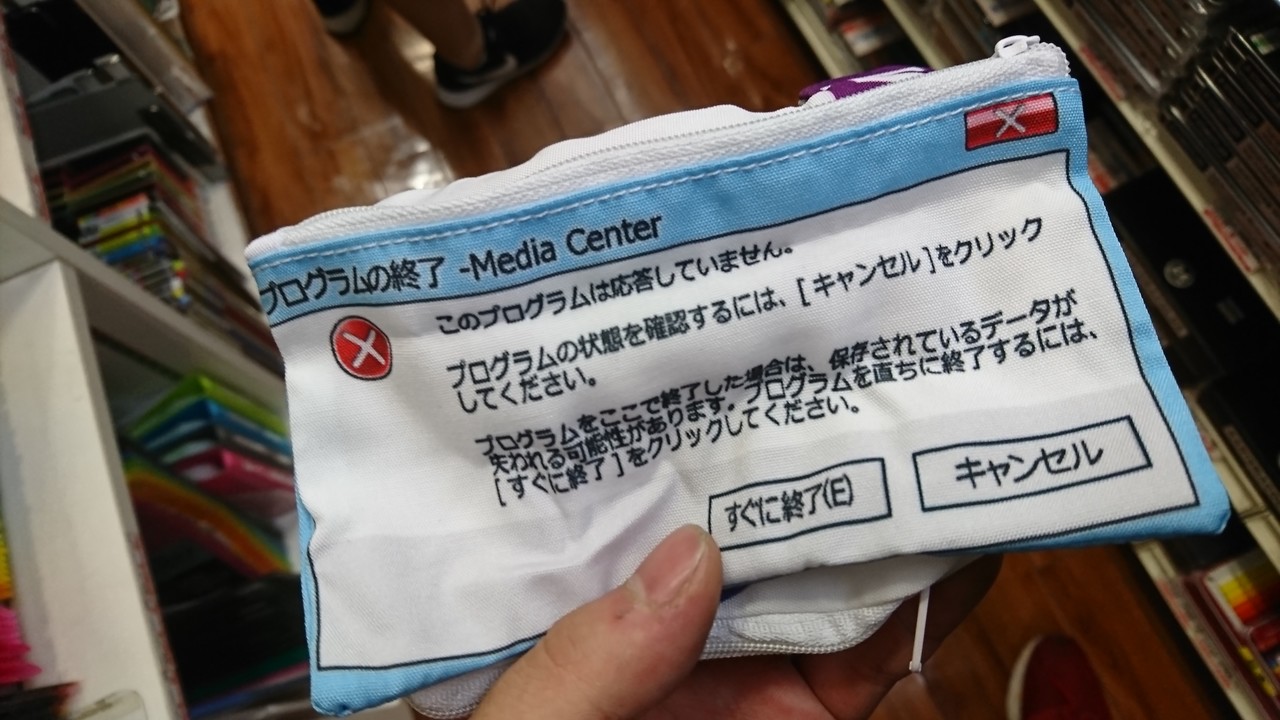 プログラムの終了 -Media Center
このプログラムは応答していません。
プログラムの状態を確認するには、[ キャンセル ]をクリック
してください。
プログラムをここで終了した場合は、保存されているデータが
失われる可能性があります。プログラムを直ちに終了するには、
[ すぐに終了 ] をクリックしてください。
すぐに終了(E)
キャンセル